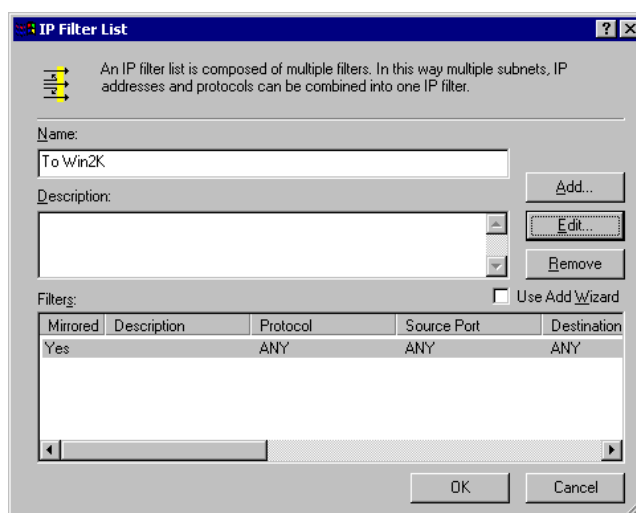 IP Filter List
An IP filter list is composed of multiple filters. In this way multiple subnets, IP
addresses and protocols can be combined into one IP filter.
Name:
To Win2K
Add...
Description:
Edit...
Remove
Filters:
Use Add Wizard
Mirrored Description Protocol Source Port Destination
Yes ANY ANY ANY
OK Cancel